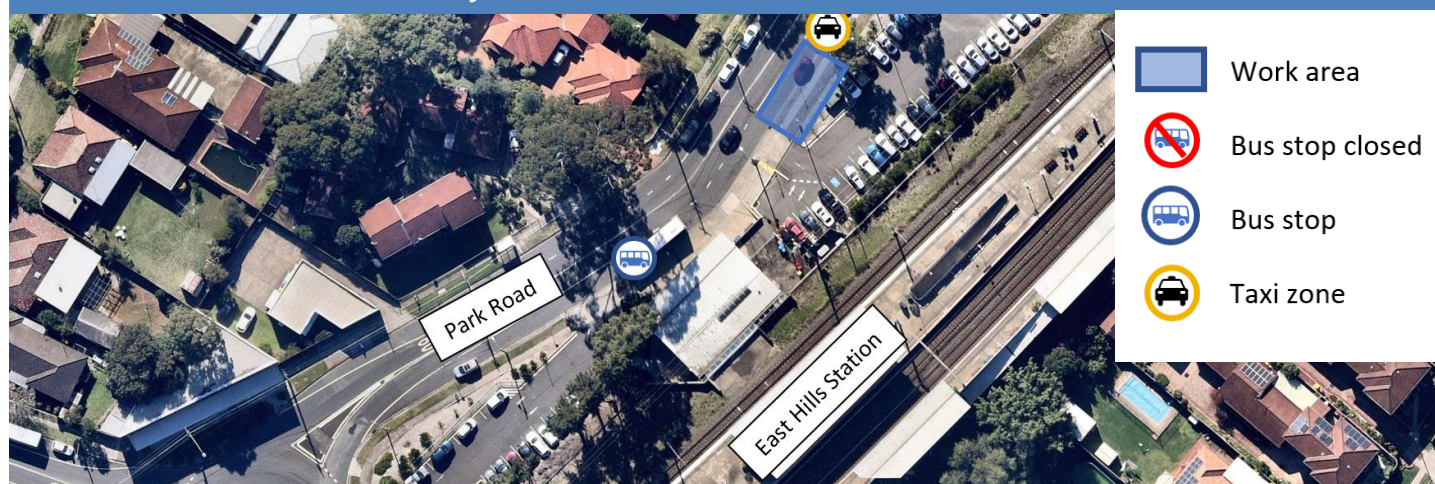 Work area
Bus stop closed
Bus stop
Taxi zone
Park Road
East Hills Station